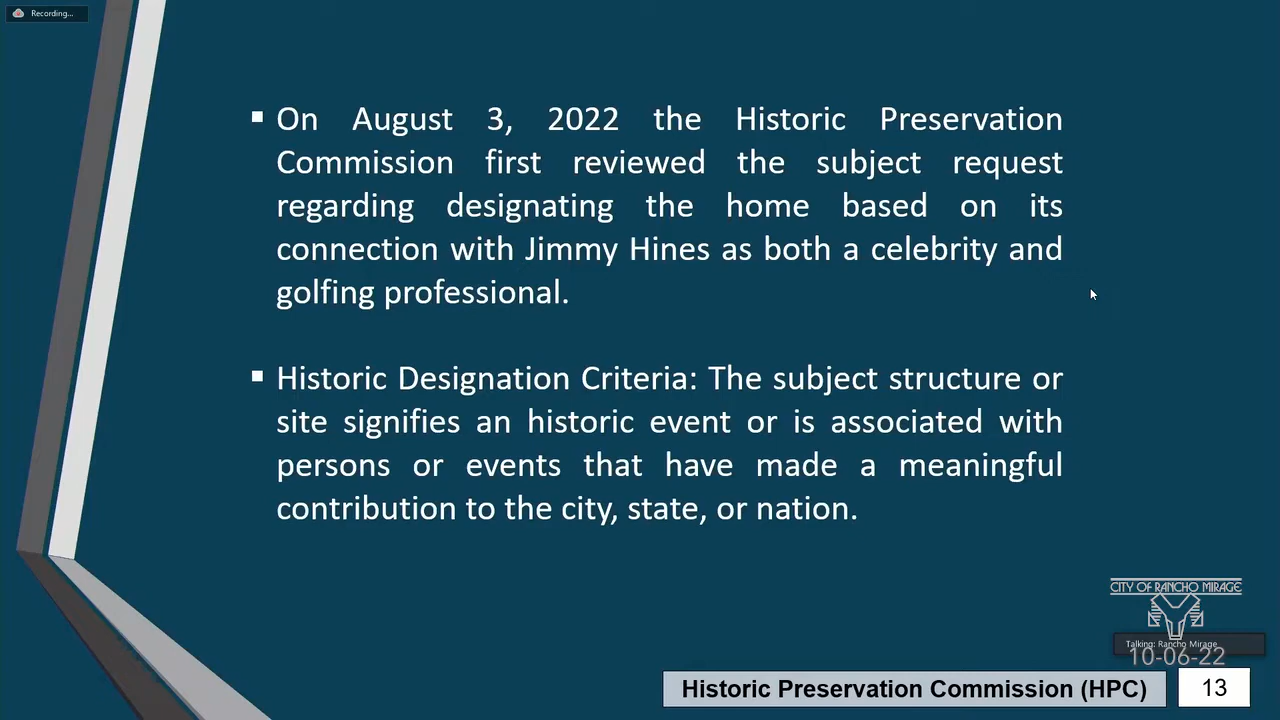 Recording...
▪ On August 3, 2022 the Historic Preservation
Commission first reviewed the subject request
regarding designating the home based on its
connection with Jimmy Hines as both a celebrity and
golfing professional.
▪ Historic Designation Criteria: The subject structure or
site signifies an historic event or is associated with
persons or events that have made a meaningful
contribution to the city, state, or nation.
CITY OF RANCHO MIRAGE
Talking: Rancho Mirage
10-06-22
Historic Preservation Commission (HPC)
13